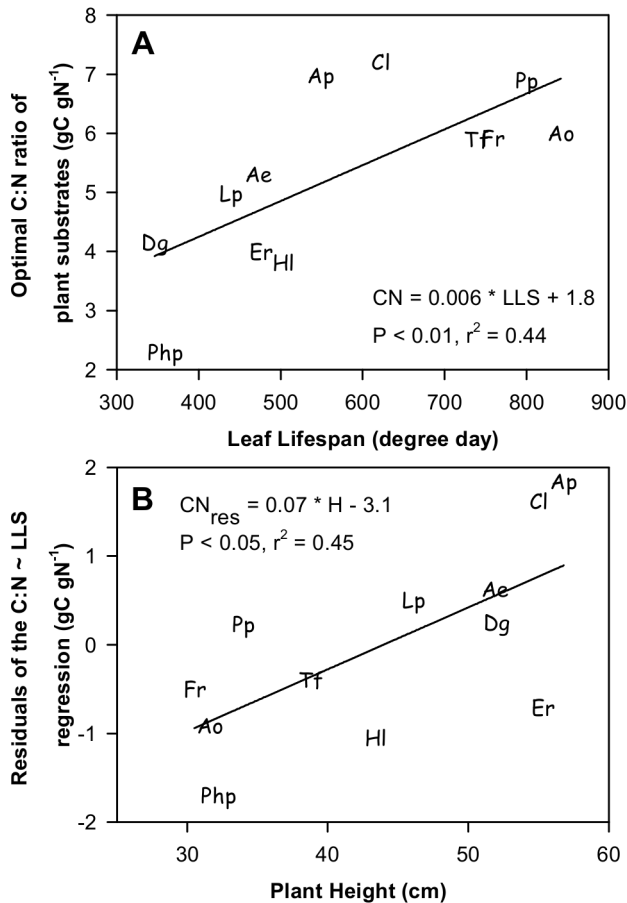 A
Optimal C:N ratio of
plant substrates (gC gN⁻¹)
8
7
6
5
4
3
2
Cl
Ap
Pp
Tf Fr Ao
Ae
Lp
Dg
Er Hl
Php
CN = 0.006 * LLS + 1.8
P < 0.01, r² = 0.44
300 400 500 600 700 800 900
Leaf Lifespan (degree day)
B
Residuals of the C:N ~ LLS
regression (gC gN⁻¹)
2
1
0
-1
-2
CNres = 0.07 * H - 3.1
P < 0.05, r² = 0.45
Ap
Cl
Ae
Lp
Dg
Pp
Tf
Fr
Ao
Er
Hl
Php
30 40 50 60
Plant Height (cm)